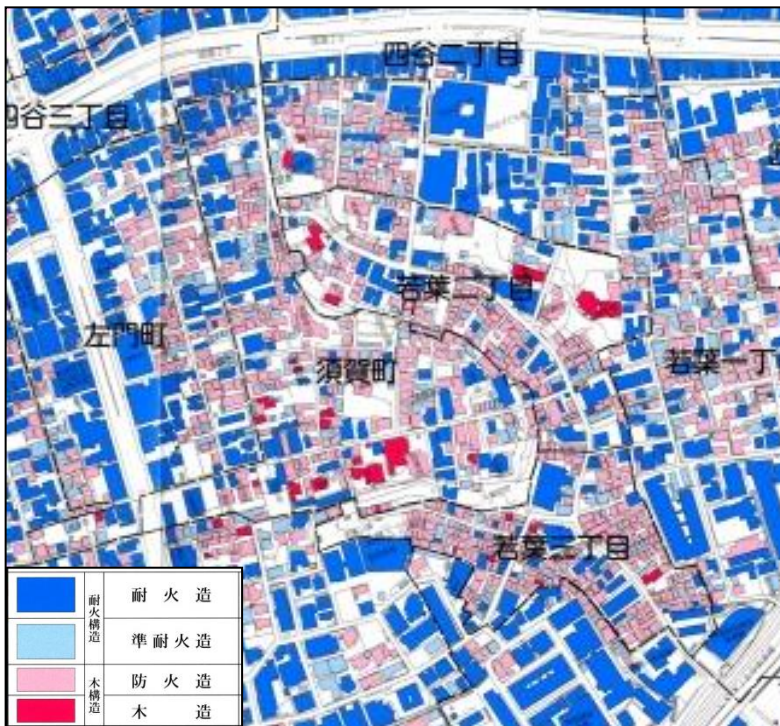 四谷二丁目
四谷三丁目
若葉二丁目
左門町
須賀町
若葉一丁目
若葉三丁目
耐火構造
耐火造
準耐火造
木構造
防火造
木造